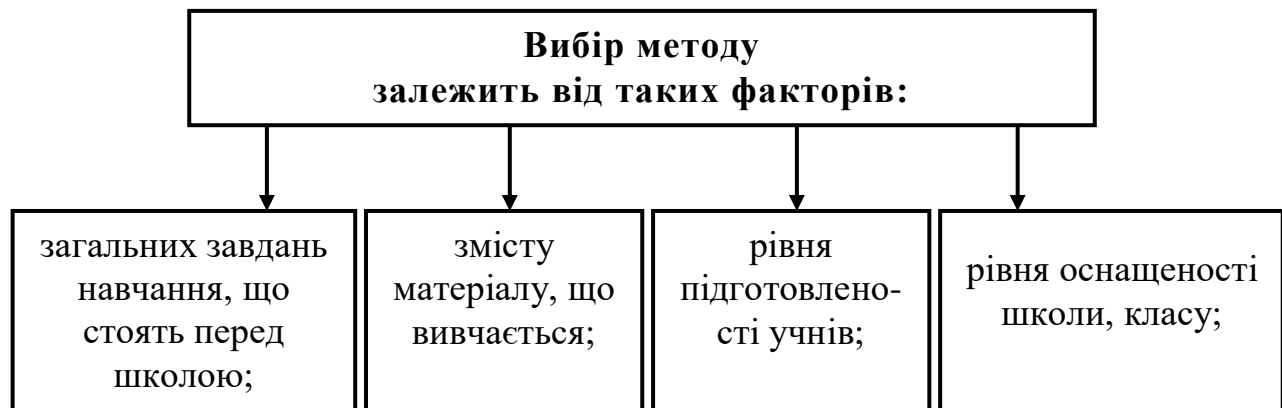 Вибір методу
залежить від таких факторів:
загальних завдань
навчання, що
стоять перед
школою;
змісту
матеріалу, що
вивчається;
рівня
підготовлено-
сті учнів;
рівня оснащеності
школи, класу;